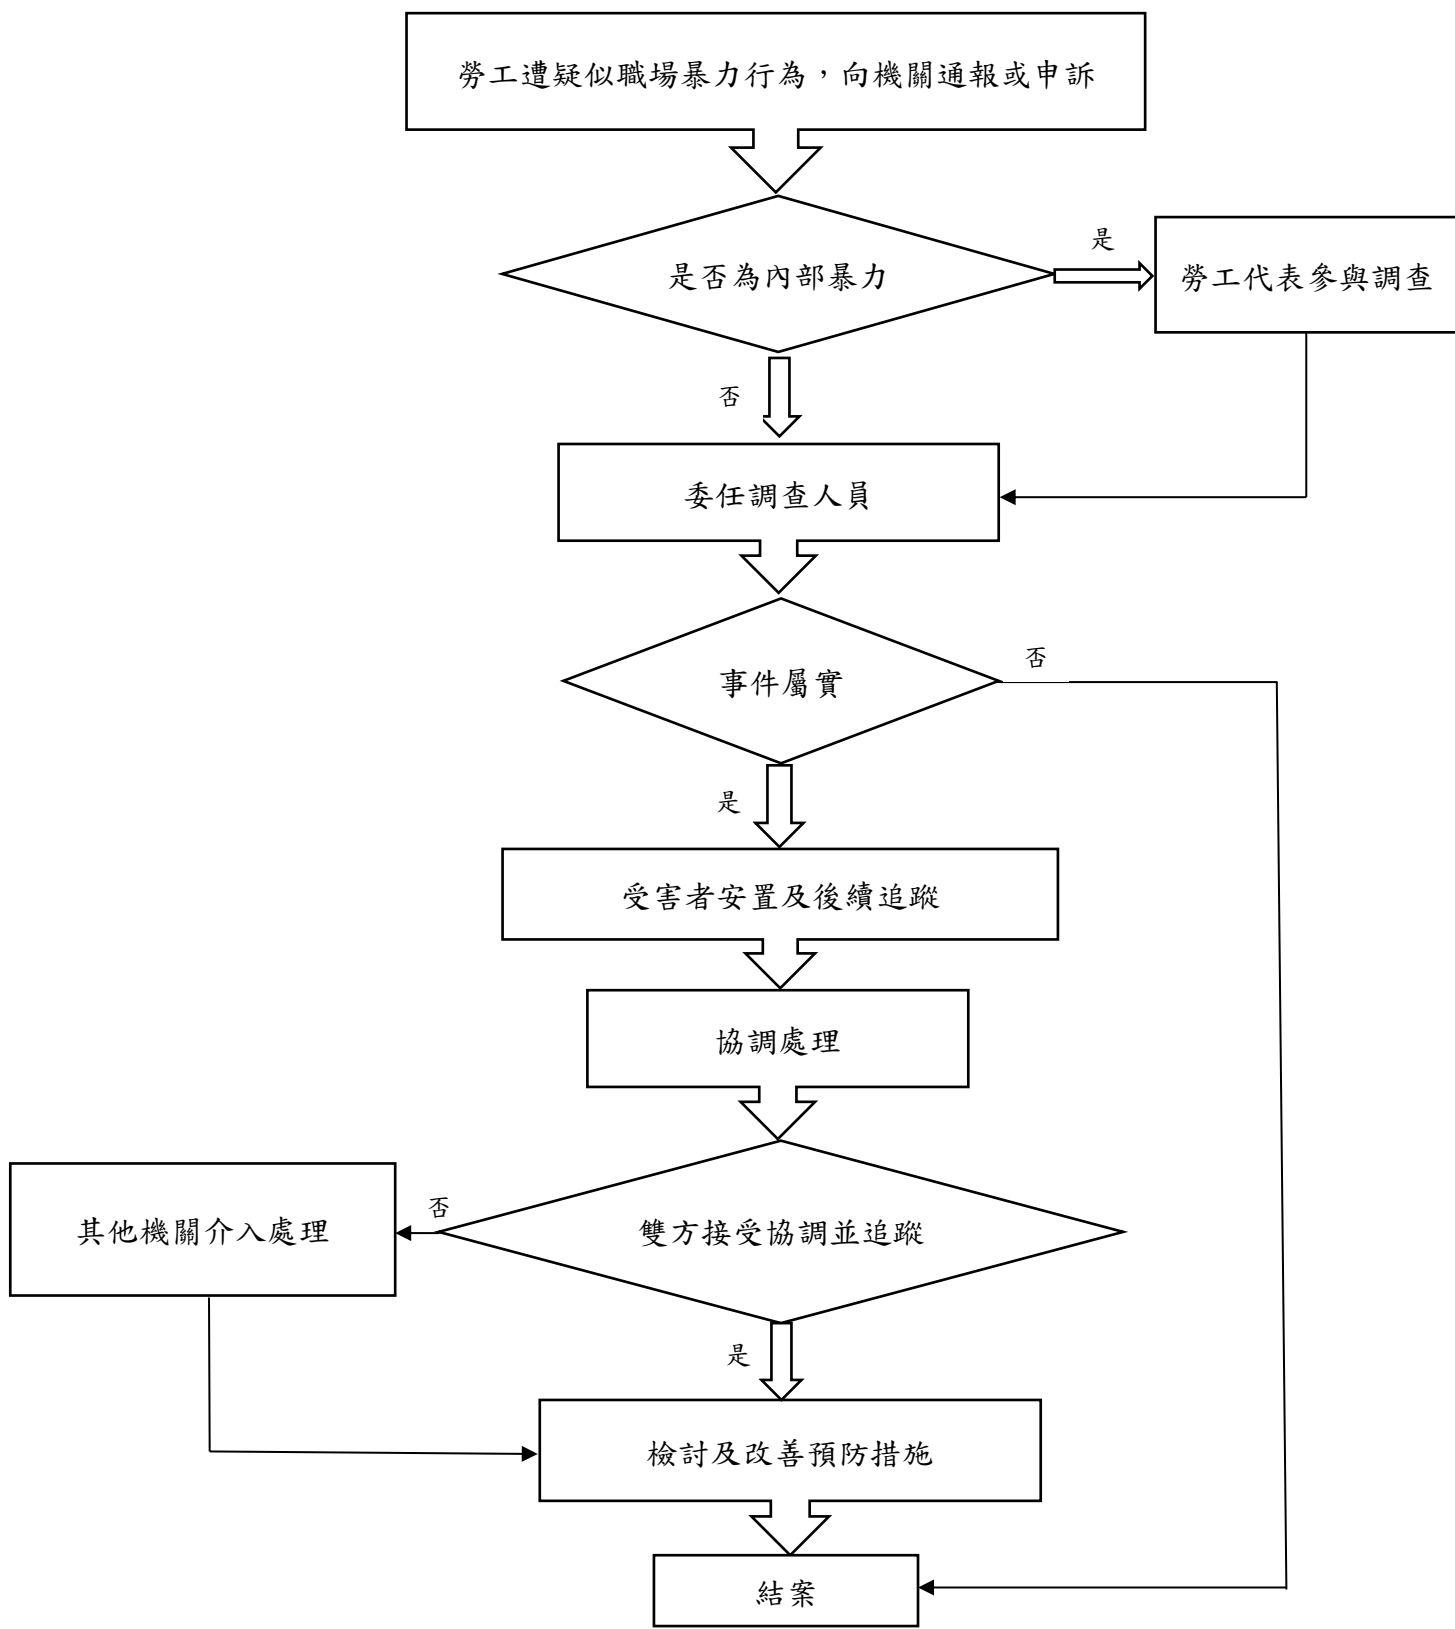 勞工遭疑似職場暴力行為，向機關通報或申訴
是否為內部暴力
是
勞工代表參與調查
否
委任調查人員
事件屬實
否
是
受害者安置及後續追蹤
協調處理
其他機關介入處理
否
雙方接受協調並追蹤
是
檢討及改善預防措施
結案